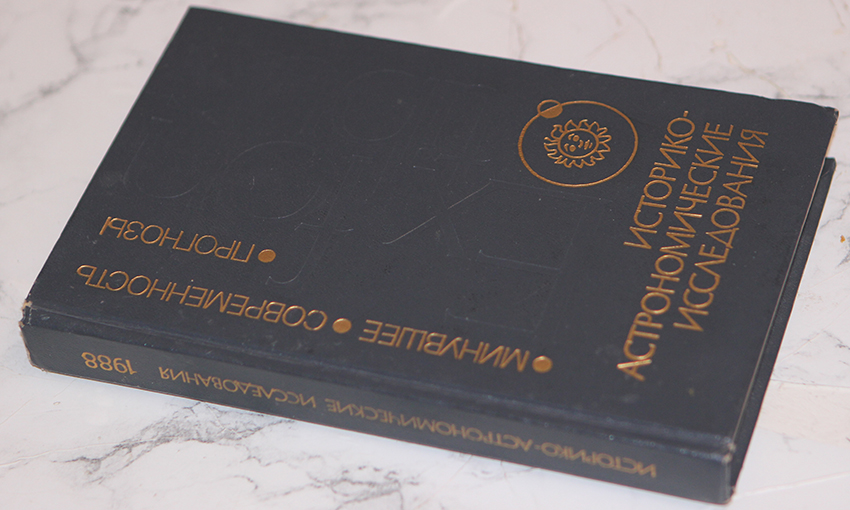 ИСТОРИКО-
АСТРОНОМИЧЕСКИЕ
ИССЛЕДОВАНИЯ
• МИНУВШЕЕ • СОВРЕМЕННОСТЬ
• ПРОГНОЗЫ
ИСТОРИКО-АСТРОНОМИЧЕСКИЕ ИССЛЕДОВАНИЯ 1988